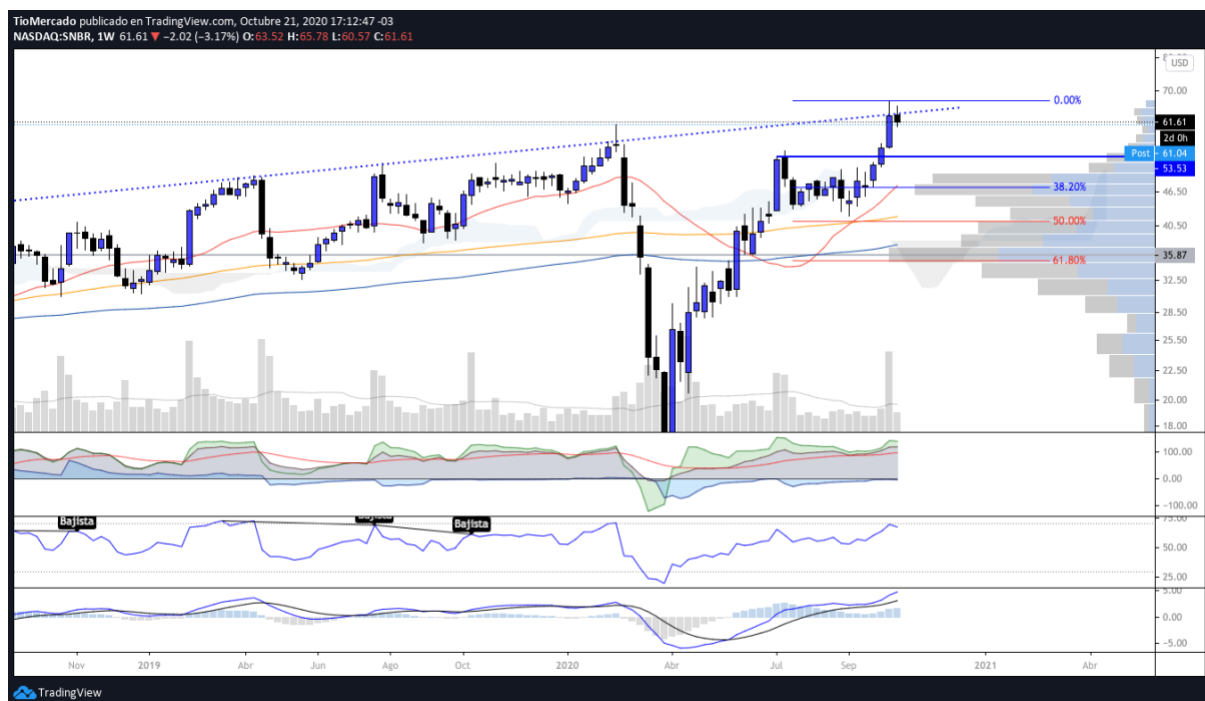 TioMercado publicado en TradingView.com, Octubre 21, 2020 17:12:47 -03
NASDAQ:SNBR, 1W 61.61 ▼ −2.02 (−3.17%) O:63.52 H:65.78 L:60.57 C:61.61
USD
70.00
0.00%
61.61
2d 0h
Post 61.04
53.53
38.20%
46.50
50.00%
40.50
35.87
61.80%
32.50
28.50
25.50
22.50
20.00
18.00
100.00
0.00
−100.00
75.00
Bajista
Bajista
Bajista
50.00
25.00
5.00
0.00
−5.00
Nov 2019 Abr Jun Ago Oct 2020 Abr Jul Sep 2021 Abr
TradingView